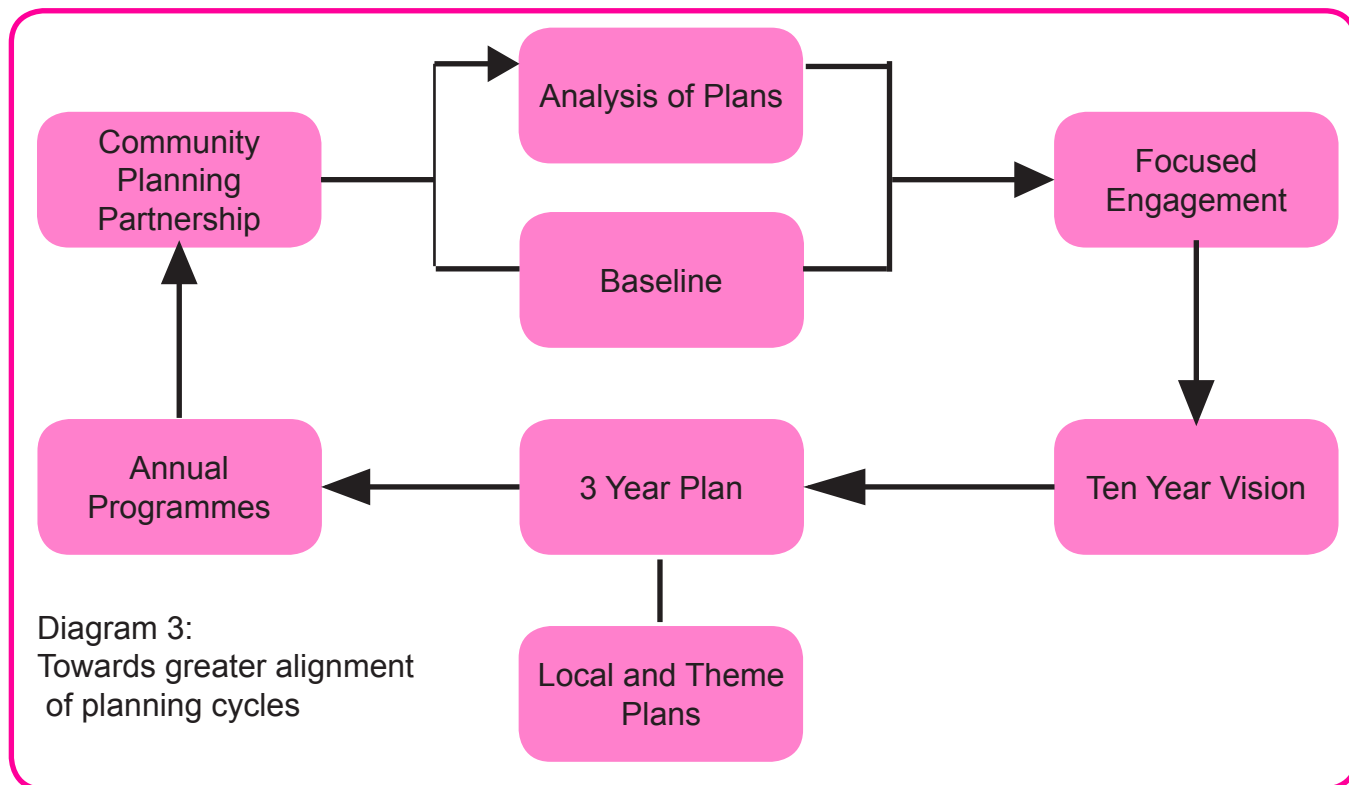 Analysis of Plans
Community
Planning
Partnership
Focused
Engagement
Baseline
Annual
Programmes
3 Year Plan
Ten Year Vision
Diagram 3:
Towards greater alignment
of planning cycles
Local and Theme
Plans